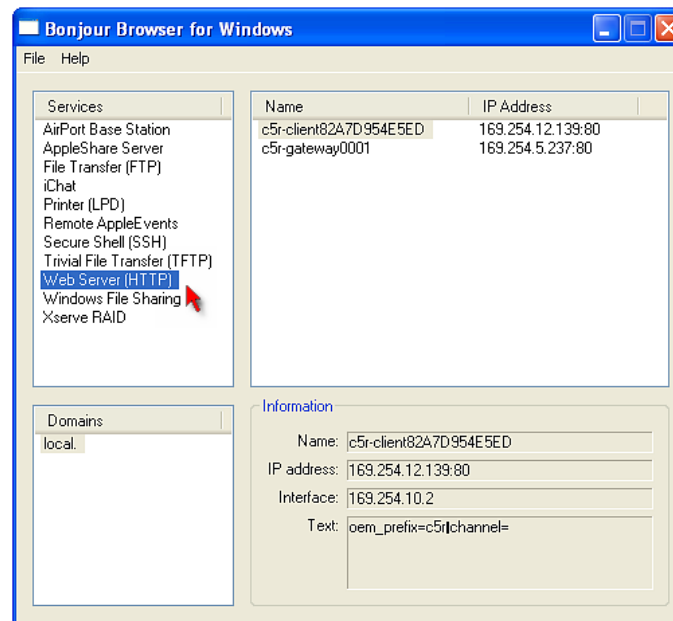 Bonjour Browser for Windows
File Help
Services
AirPort Base Station
AppleShare Server
File Transfer (FTP)
iChat
Printer (LPD)
Remote AppleEvents
Secure Shell (SSH)
Trivial File Transfer (TFTP)
Web Server (HTTP)
Windows File Sharing
Xserve RAID
Name IP Address
c5r-client82A7D954E5ED 169.254.12.139:80
c5r-gateway0001 169.254.5.237:80
Domains
local.
Information
Name: c5r-client82A7D954E5ED
IP address: 169.254.12.139:80
Interface: 169.254.10.2
Text: oem_prefix=c5r|channel=